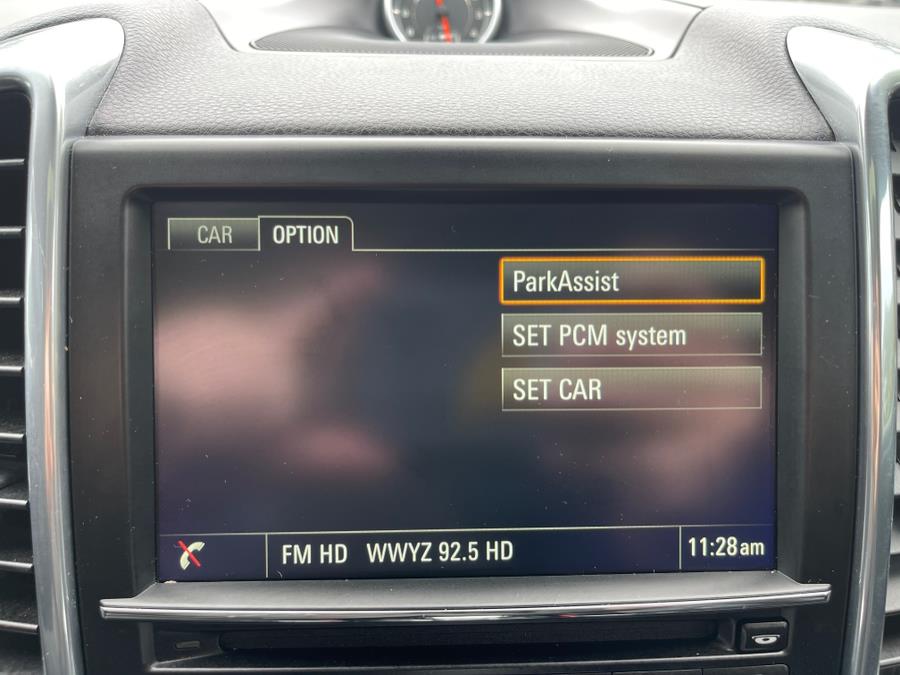 CAR OPTION
ParkAssist
SET PCM system
SET CAR
FM HD WWYZ 92.5 HD 11:28am